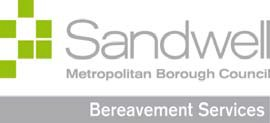 Sandwell
Metropolitan Borough Council
Bereavement Services